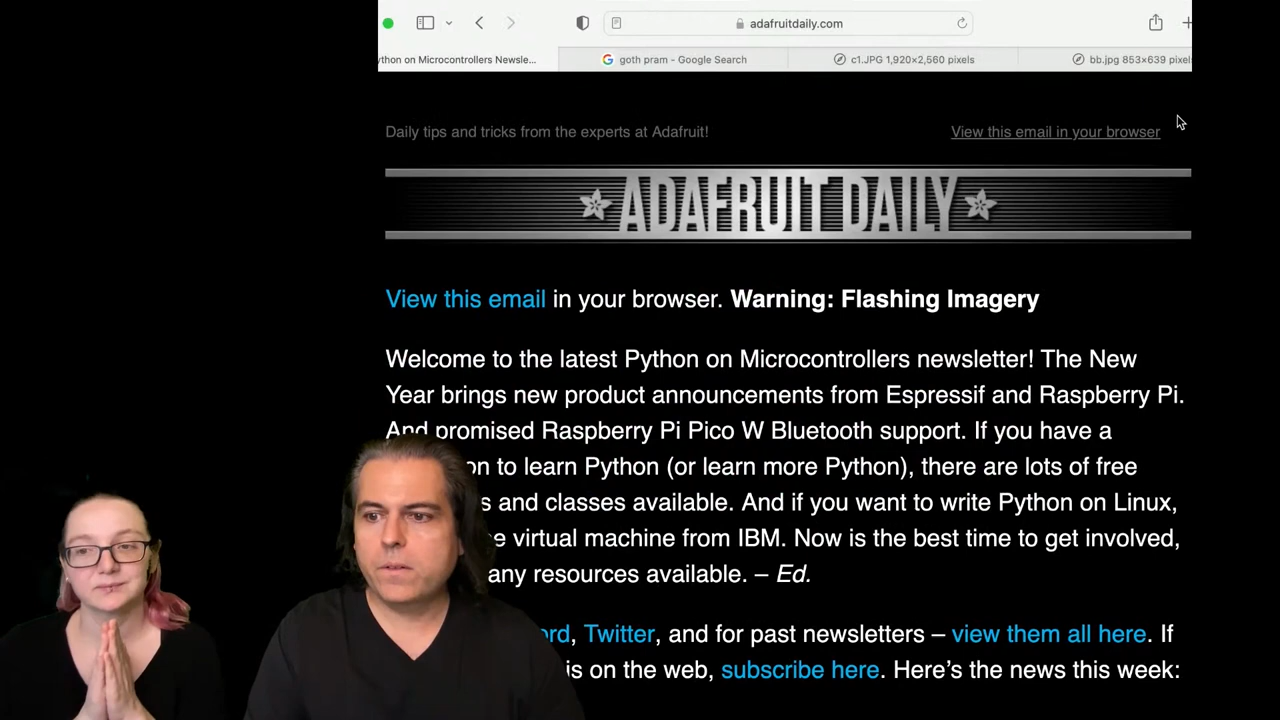 adafruitdaily.com
ython on Microcontrollers Newsle...
goth pram - Google Search
c1.JPG 1,920×2,560 pixels
bb.jpg 853×639 pixels
Daily tips and tricks from the experts at Adafruit!
View this email in your browser
ADAFRUIT DAILY
View this email in your browser. Warning: Flashing Imagery
Welcome to the latest Python on Microcontrollers newsletter! The New
Year brings new product announcements from Espressif and Raspberry Pi.
And promised Raspberry Pi Pico W Bluetooth support. If you have a
on to learn Python (or learn more Python), there are lots of free
s and classes available. And if you want to write Python on Linux,
e virtual machine from IBM. Now is the best time to get involved,
any resources available. – Ed.
ord, Twitter, and for past newsletters – view them all here. If
is on the web, subscribe here. Here's the news this week: